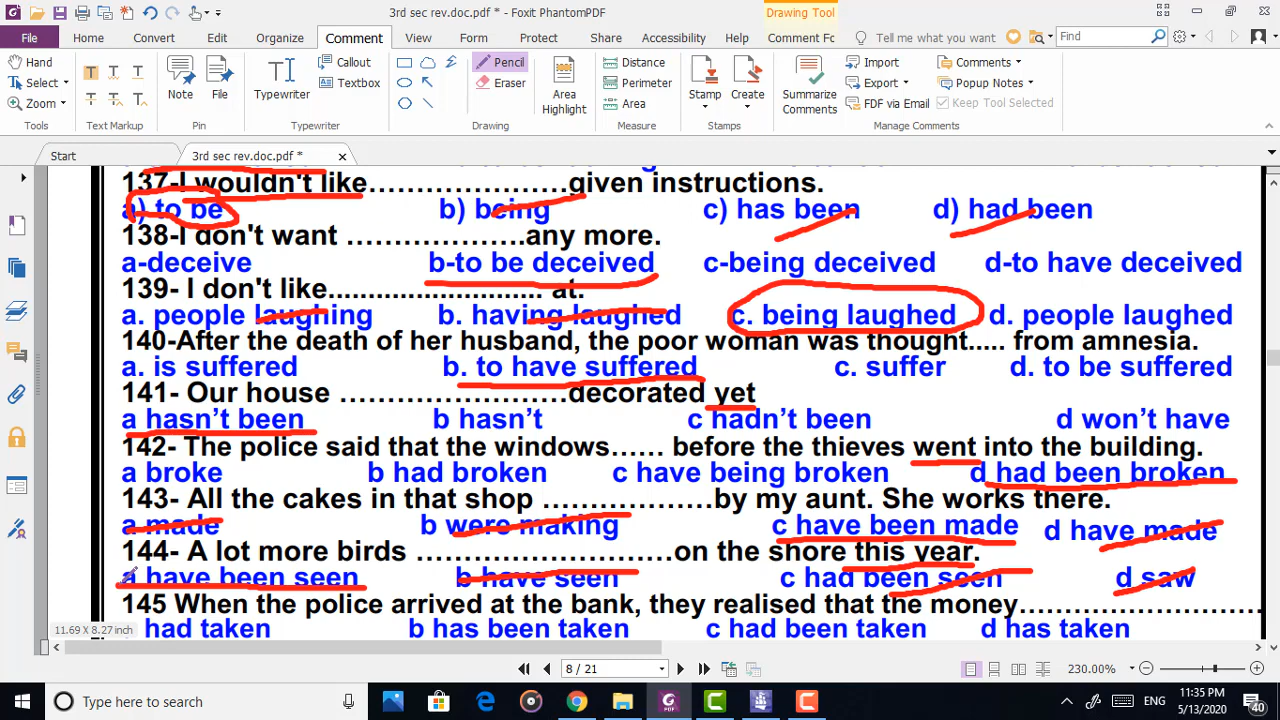 3rd sec rev.doc.pdf * - Foxit PhantomPDF
Drawing Tool
File Home Convert Edit Organize Comment View Form Protect Share Accessibility Help Comment Fc
Tell me what you want... Find
Hand
Select
Zoom
Tools
Text Markup
Note
File
Pin
Typewriter
Callout
Textbox
Typewriter
Pencil
Eraser
Drawing
Area Highlight
Distance
Perimeter
Area
Measure
Stamp
Create
Stamps
Summarize Comments
Import
Export
FDF via Email
Comments
Popup Notes
Keep Tool Selected
Manage Comments
Start 3rd sec rev.doc.pdf *
137-I wouldn't like......................given instructions.
a) to be b) being c) has been d) had been
138-I don't want ....................any more.
a-deceive b-to be deceived c-being deceived d-to have deceived
139- I don't like........................... at.
a. people laughing b. having laughed c. being laughed d. people laughed
140-After the death of her husband, the poor woman was thought..... from amnesia.
a. is suffered b. to have suffered c. suffer d. to be suffered
141- Our house ……………………decorated yet
a hasn’t been b hasn’t c hadn’t been d won’t have
142- The police said that the windows…… before the thieves went into the building.
a broke b had broken c have being broken d had been broken
143- All the cakes in that shop ………………by my aunt. She works there.
a made b were making c have been made d have made
144- A lot more birds ………………………on the shore this year.
a have been seen b have seen c had been seen d saw
145 When the police arrived at the bank, they realised that the money……………………
had taken b has been taken c had been taken d has taken
11.69 x 8.27 inch
8 / 21
230.00%
Type here to search
ENG
11:35 PM
5/13/2020
40